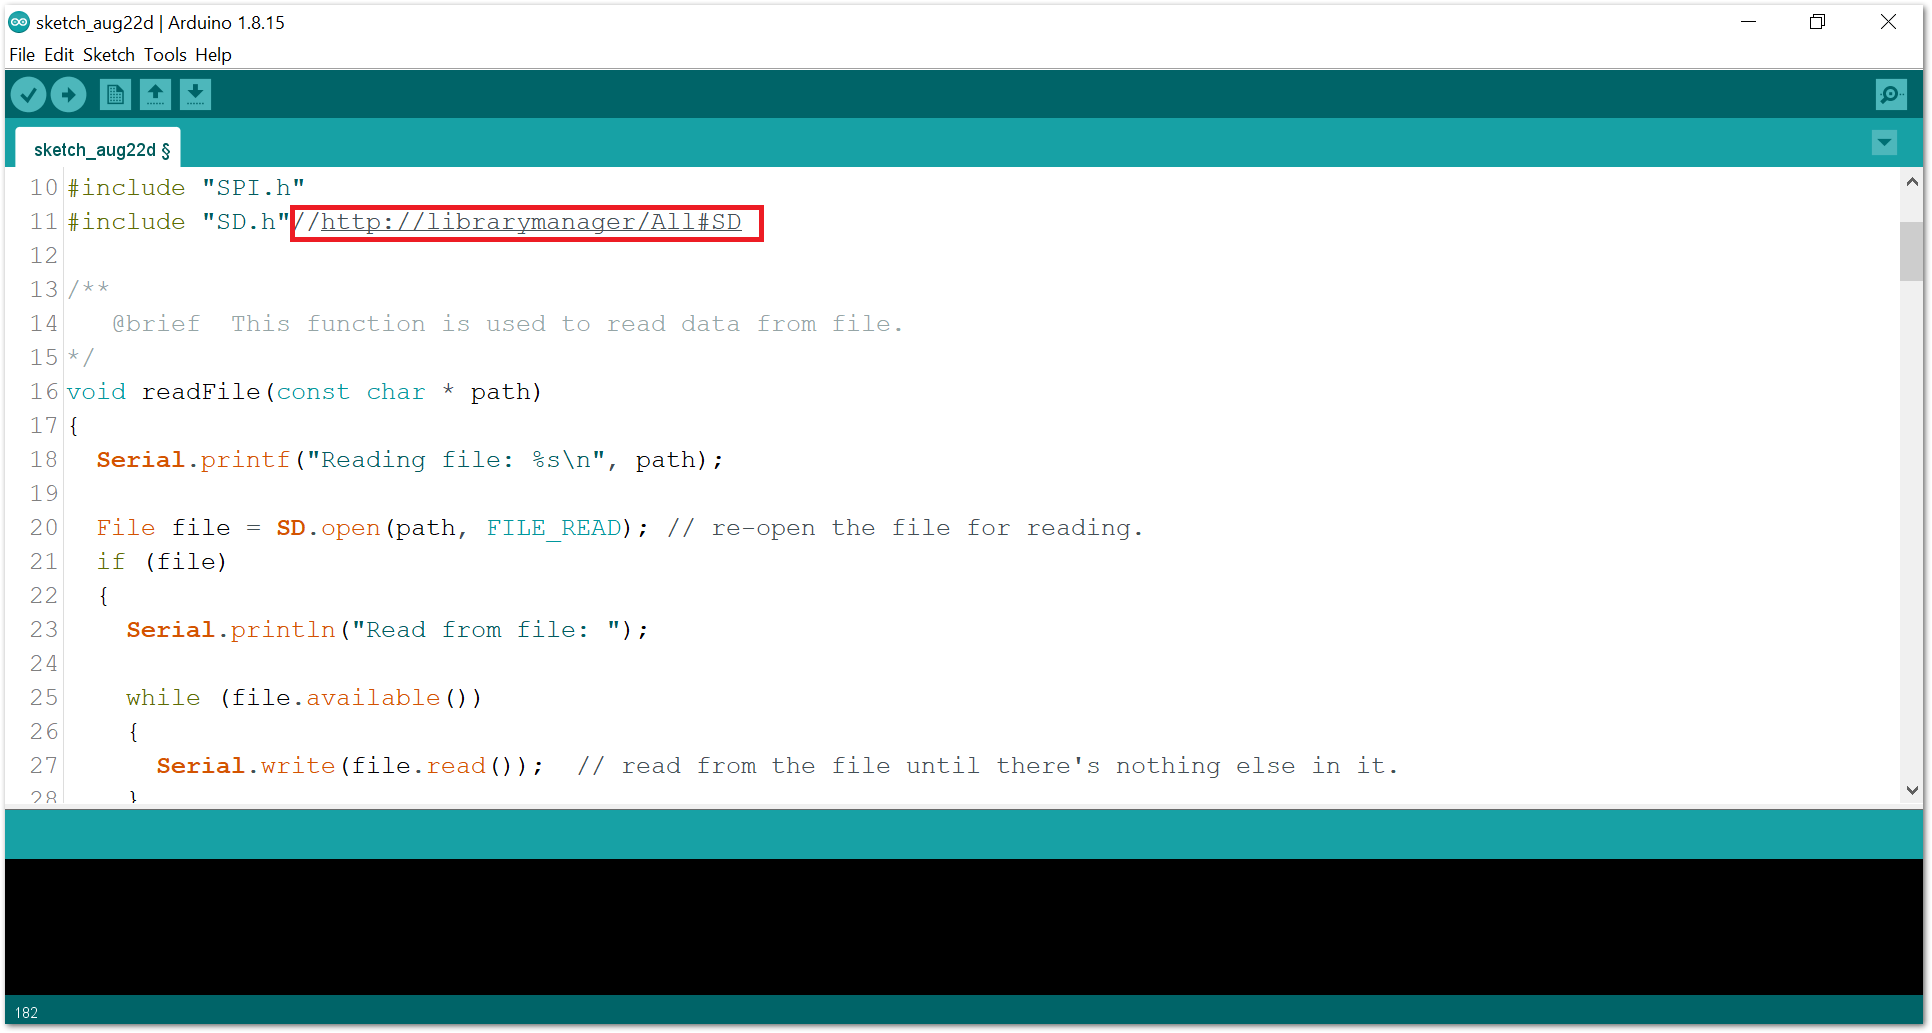 sketch_aug22d | Arduino 1.8.15
File Edit Sketch Tools Help
sketch_aug22d §
10 #include "SPI.h"
11 #include "SD.h"//http://librarymanager/All#SD
12
13 /**
14    @brief  This function is used to read data from file.
15 */
16 void readFile(const char * path)
17 {
18   Serial.printf("Reading file: %s\n", path);
19
20   File file = SD.open(path, FILE_READ); // re-open the file for reading.
21   if (file)
22   {
23     Serial.println("Read from file: ");
24
25     while (file.available())
26     {
27       Serial.write(file.read());  // read from the file until there's nothing else in it.
28     }
182